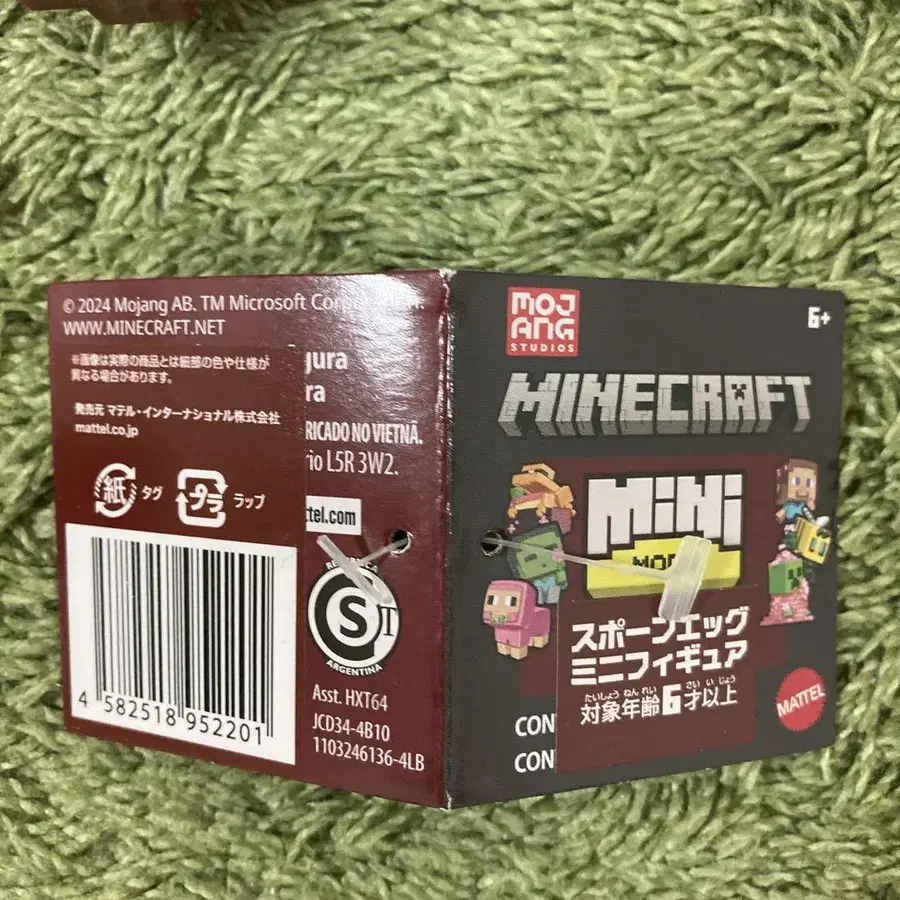 © 2024 Mojang AB. TM Microsoft
WWW.MINECRAFT.NET
※画像は実際の商品とは細部の色や仕様が
異なる場合があります。
発売元 マテル・インターナショナル株式会社
mattel.co.jp
gura
ra
RICADO NO VIETNÃ.
rio L5R 3W2.
ttel.com
紙 タグ
プラ ラップ
S
T
ARGENTINA
4 582518 952201
Asst. HXT64
JCD34-4B10
1103246136-4LB
MOJ
ANG
STUDIOS
6+
MINECRAFT
MiNi
スポーンエッグ
ミニフィギュア
たいしょう ねんれい さい い じょう
対象年齢6才以上
CON
CON
MATTEL